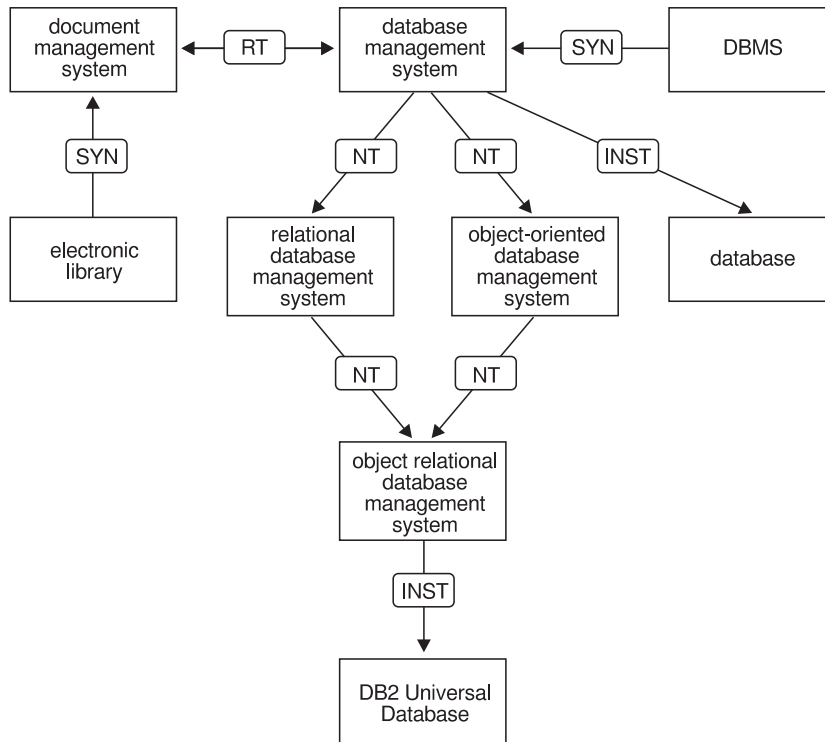 document
management
system
RT
database
management
system
SYN
DBMS
SYN
NT
NT
INST
electronic
library
relational
database
management
system
object-oriented
database
management
system
database
NT
NT
object relational
database
management
system
INST
DB2 Universal
Database